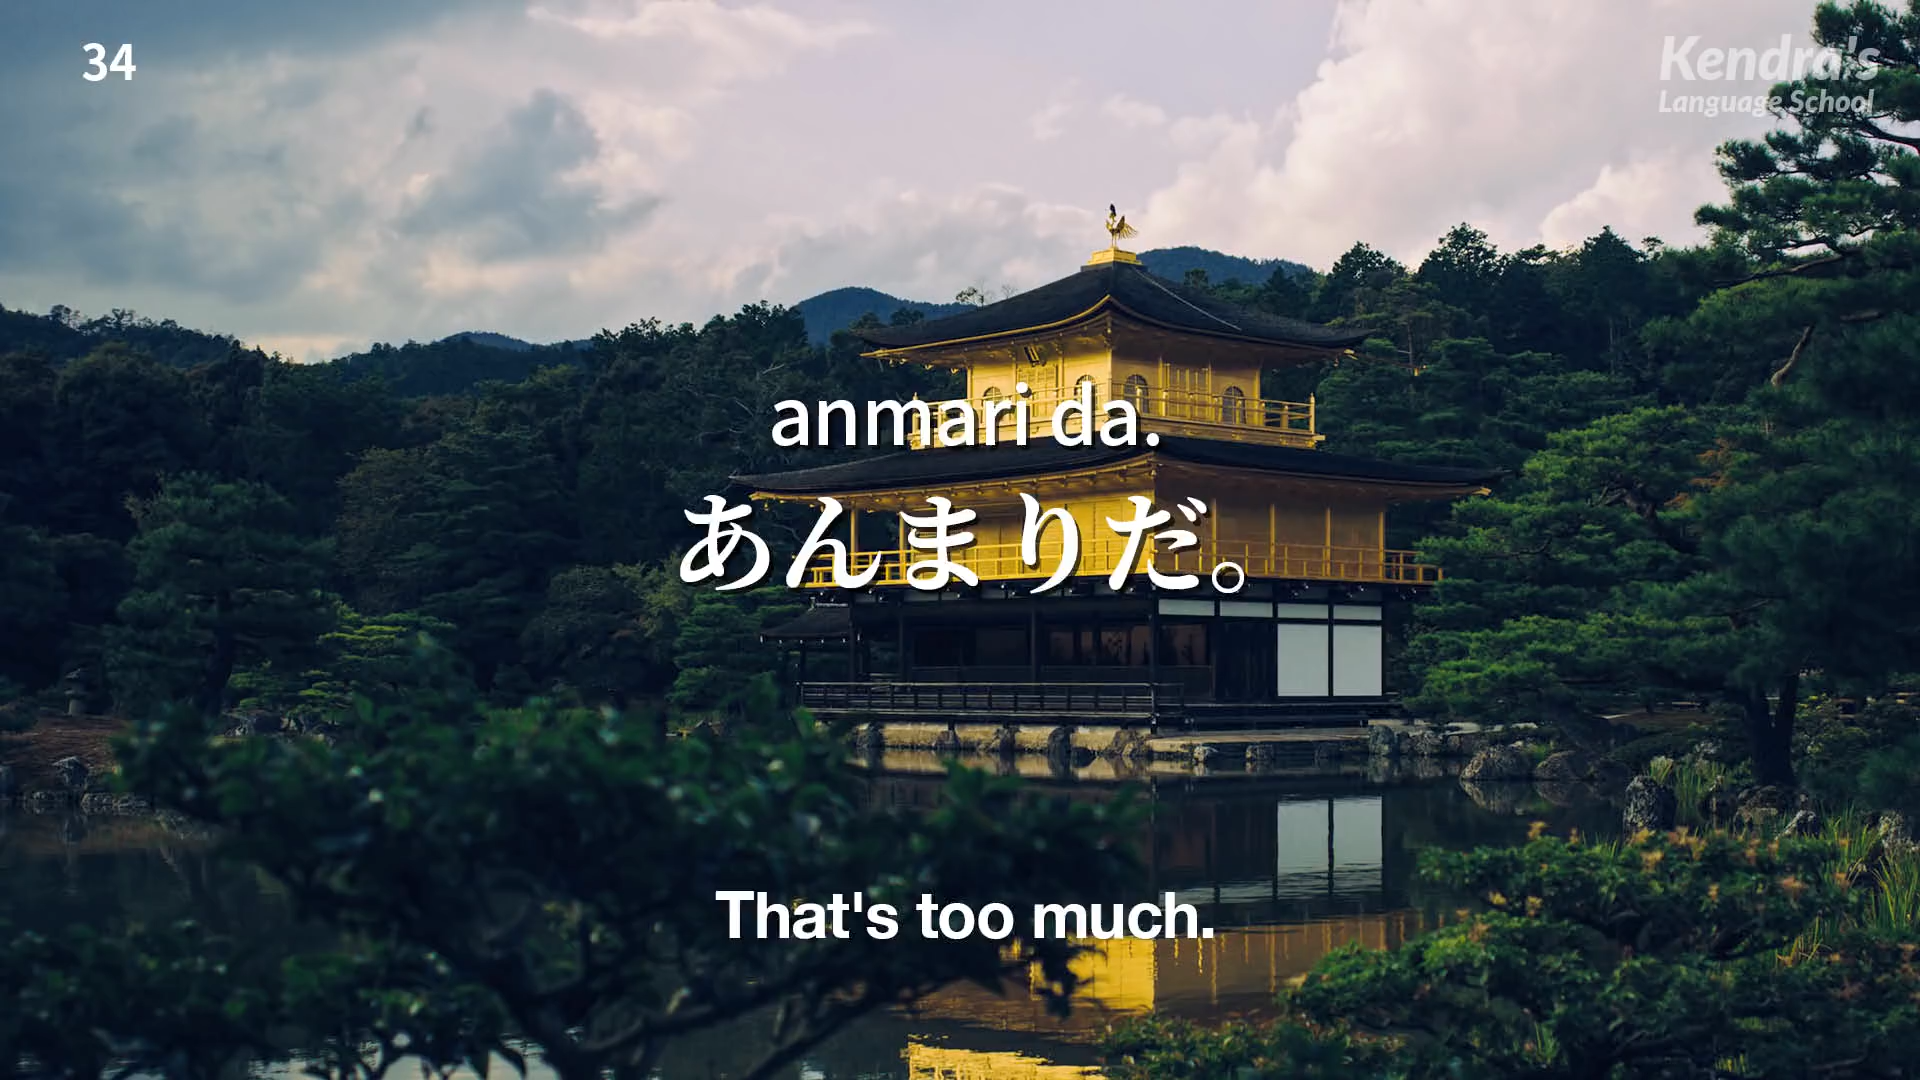 34
Kendra's
Language School
anmari da.
あんまりだ。
That's too much.